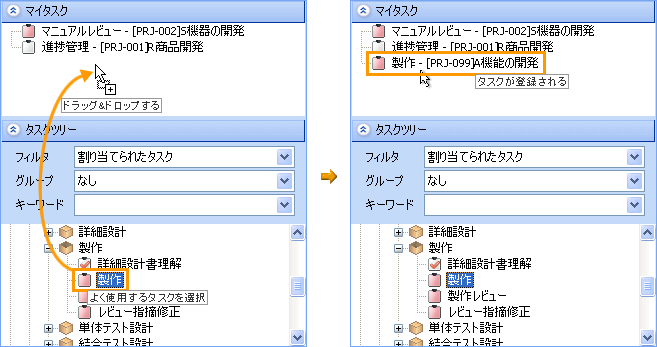 マイタスク
マニュアルレビュー - [PRJ-002]S機器の開発
進捗管理 - [PRJ-001]R商品開発
ドラッグ&ドロップする
タスクツリー
フィルタ 割り当てられたタスク
グループ なし
キーワード
詳細設計
製作
詳細設計書理解
製作
よく使用するタスクを選択
レビュー指摘修正
単体テスト設計
結合テスト設計
マイタスク
マニュアルレビュー - [PRJ-002]S機器の開発
進捗管理 - [PRJ-001]R商品開発
製作 - [PRJ-099]A機能の開発
タスクが登録される
タスクツリー
フィルタ 割り当てられたタスク
グループ なし
キーワード
詳細設計
製作
詳細設計書理解
製作
製作レビュー
レビュー指摘修正
単体テスト設計
結合テスト設計